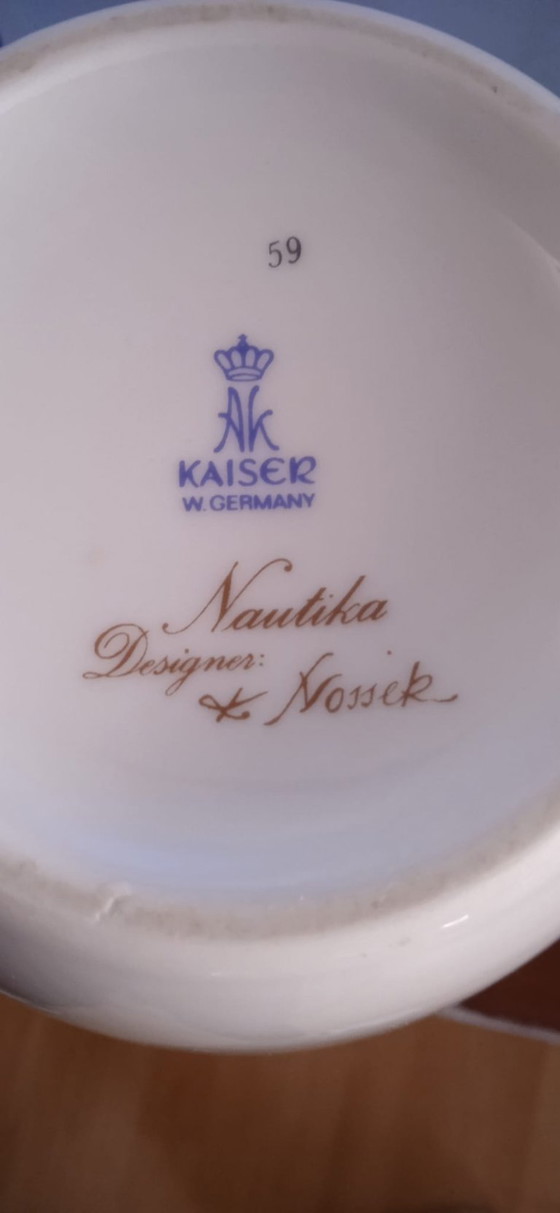 59
AK
KAISER
W. GERMANY
Nautika
Designer:
K Nossek